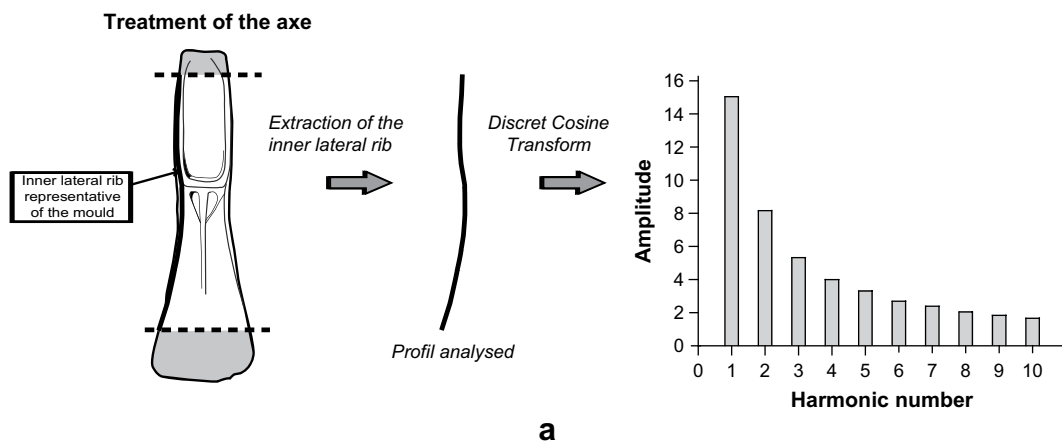 Treatment of the axe
Inner lateral rib
representative
of the mould
Extraction of the
inner lateral rib
Profil analysed
Discret Cosine
Transform
Amplitude
16
14
12
10
8
6
4
2
0
0 1 2 3 4 5 6 7 8 9 10
Harmonic number
a